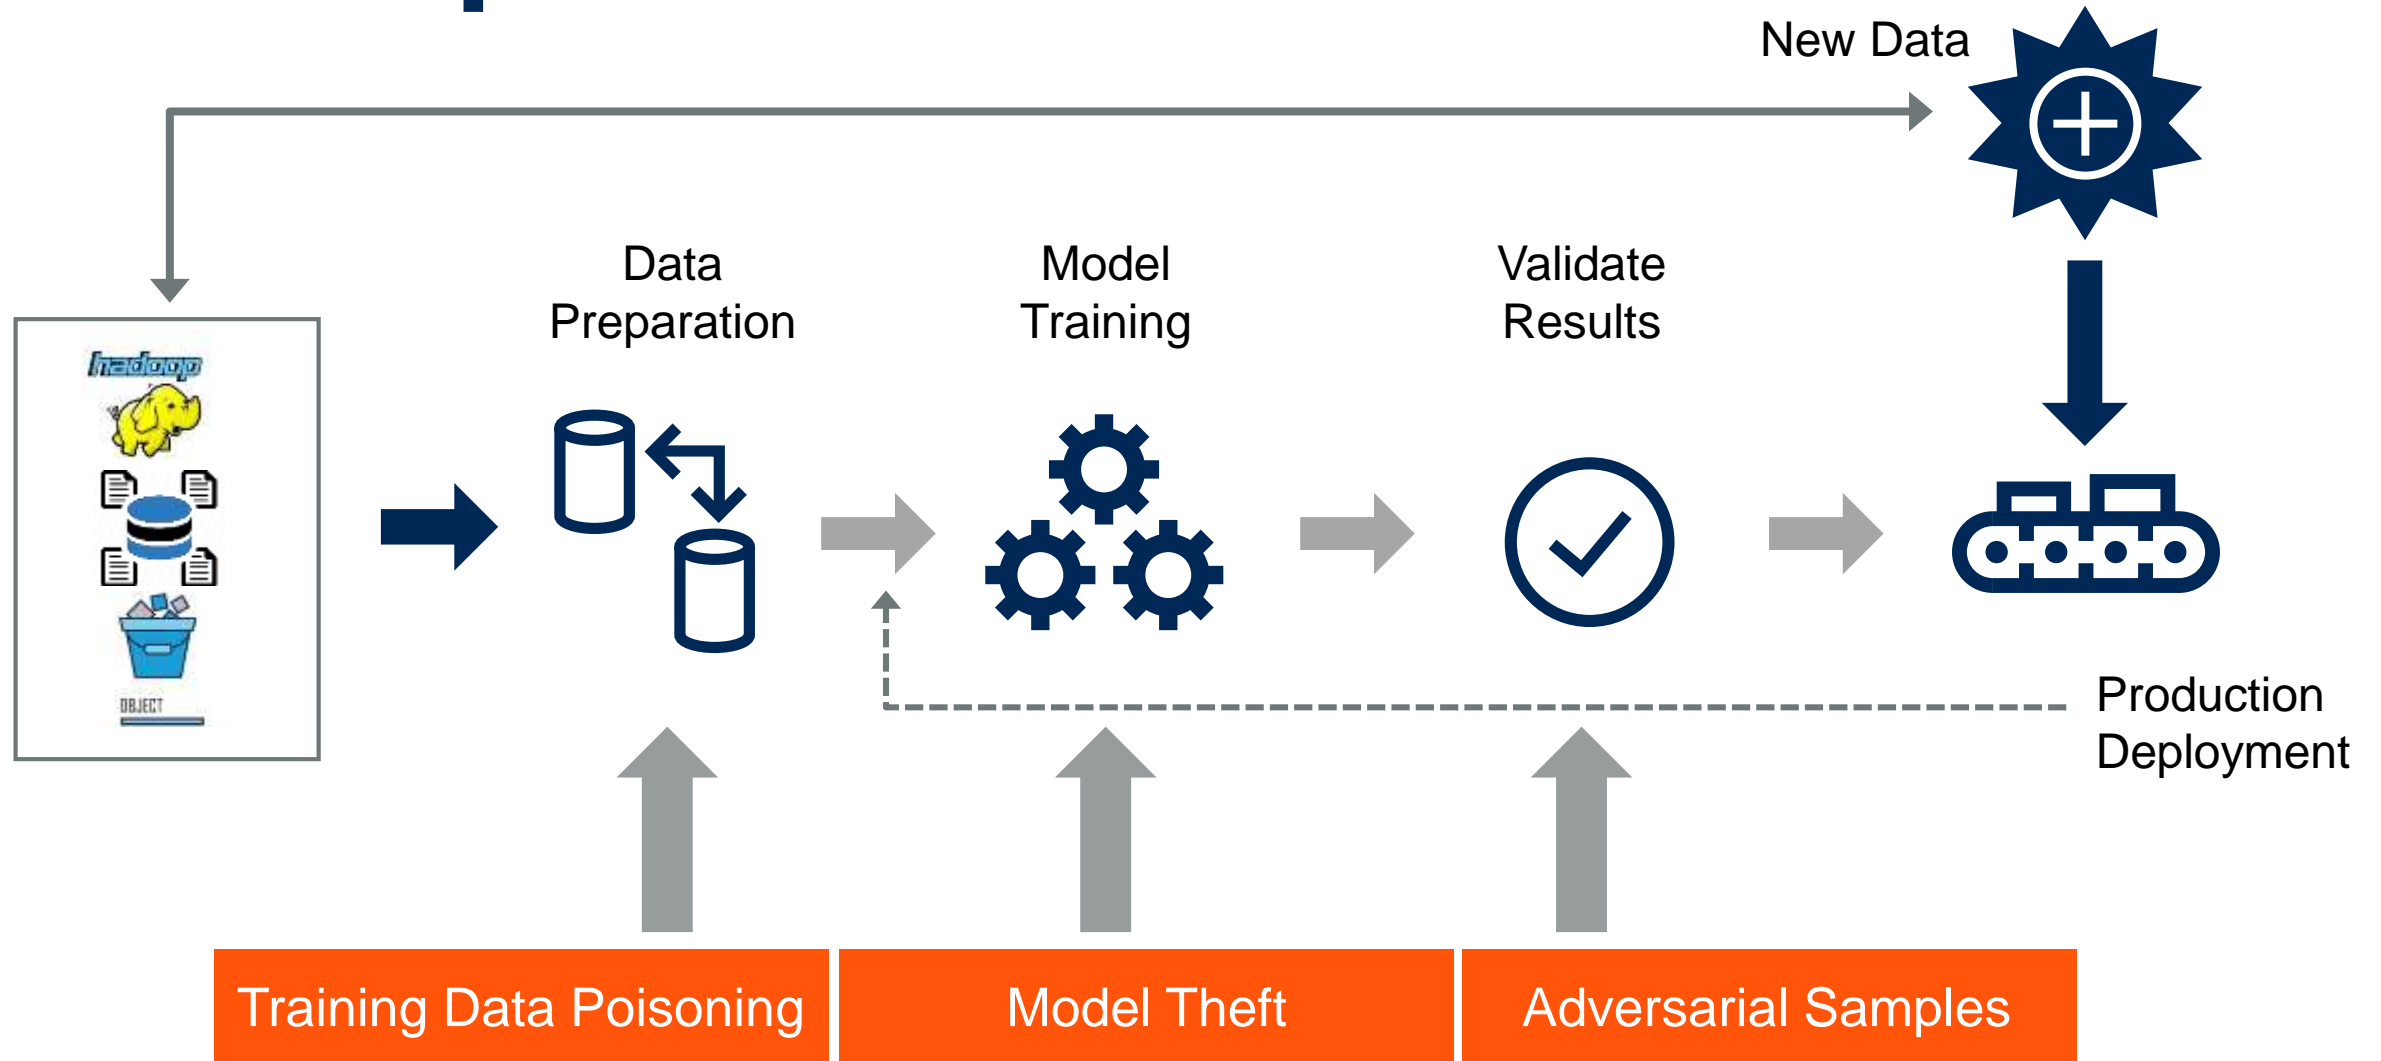 New Data
Data
Preparation
Model
Training
Validate
Results
hadoop
OBJECT
Production
Deployment
Training Data Poisoning
Model Theft
Adversarial Samples